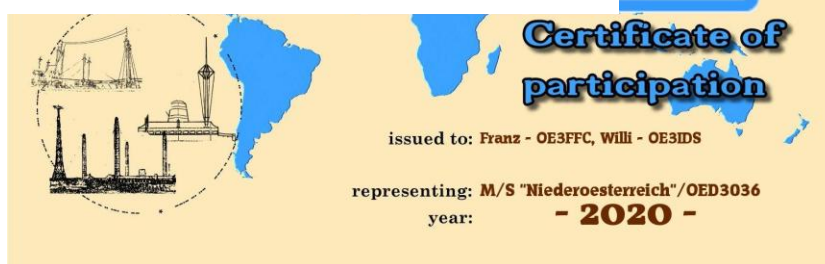 Certificate of
participation
issued to: Franz - OE3FFC, Willi - OE3IDS
representing: M/S "Niederoesterreich"/OED3036
year: - 2020 -